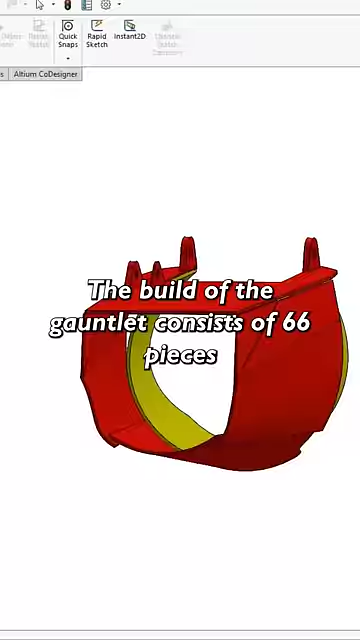 Quick
Snaps
Rapid
Sketch
Instant2D
s
Altium CoDesigner
The build of the
gauntlet consists of 66
pieces